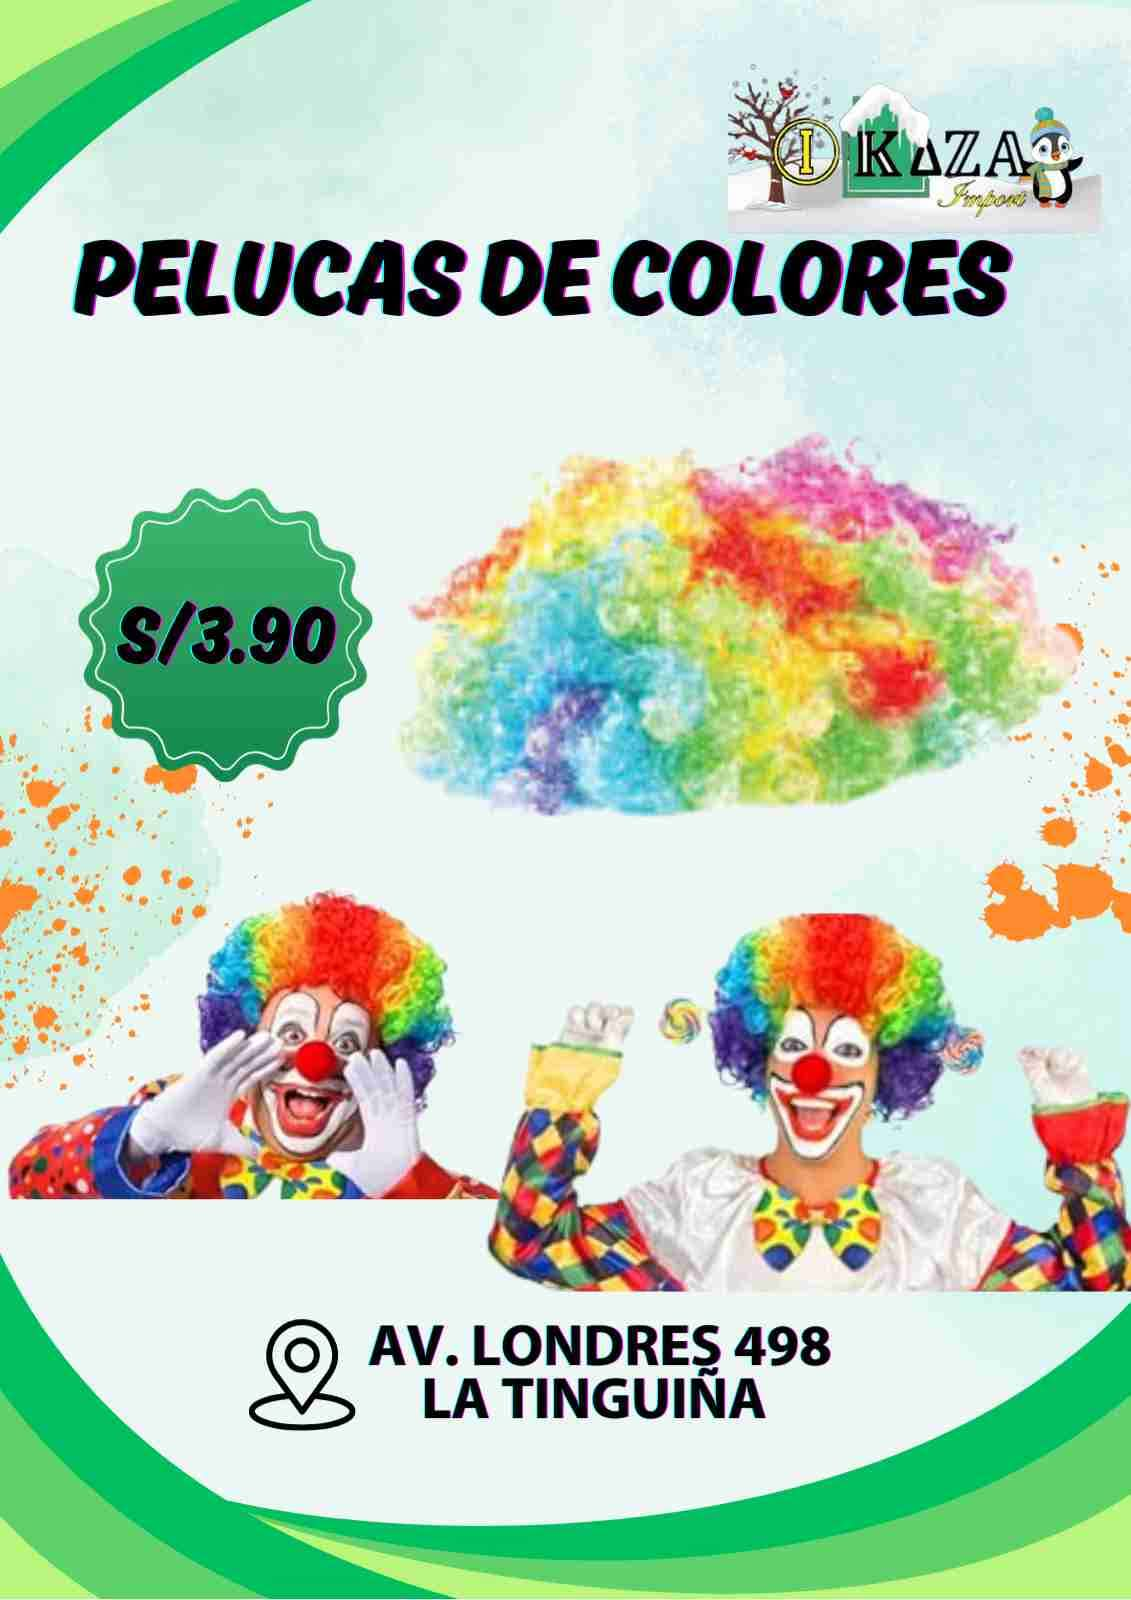 I KAZA
Import
PELUCAS DE COLORES
S/3.90
AV. LONDRES 498
LA TINGUIÑA